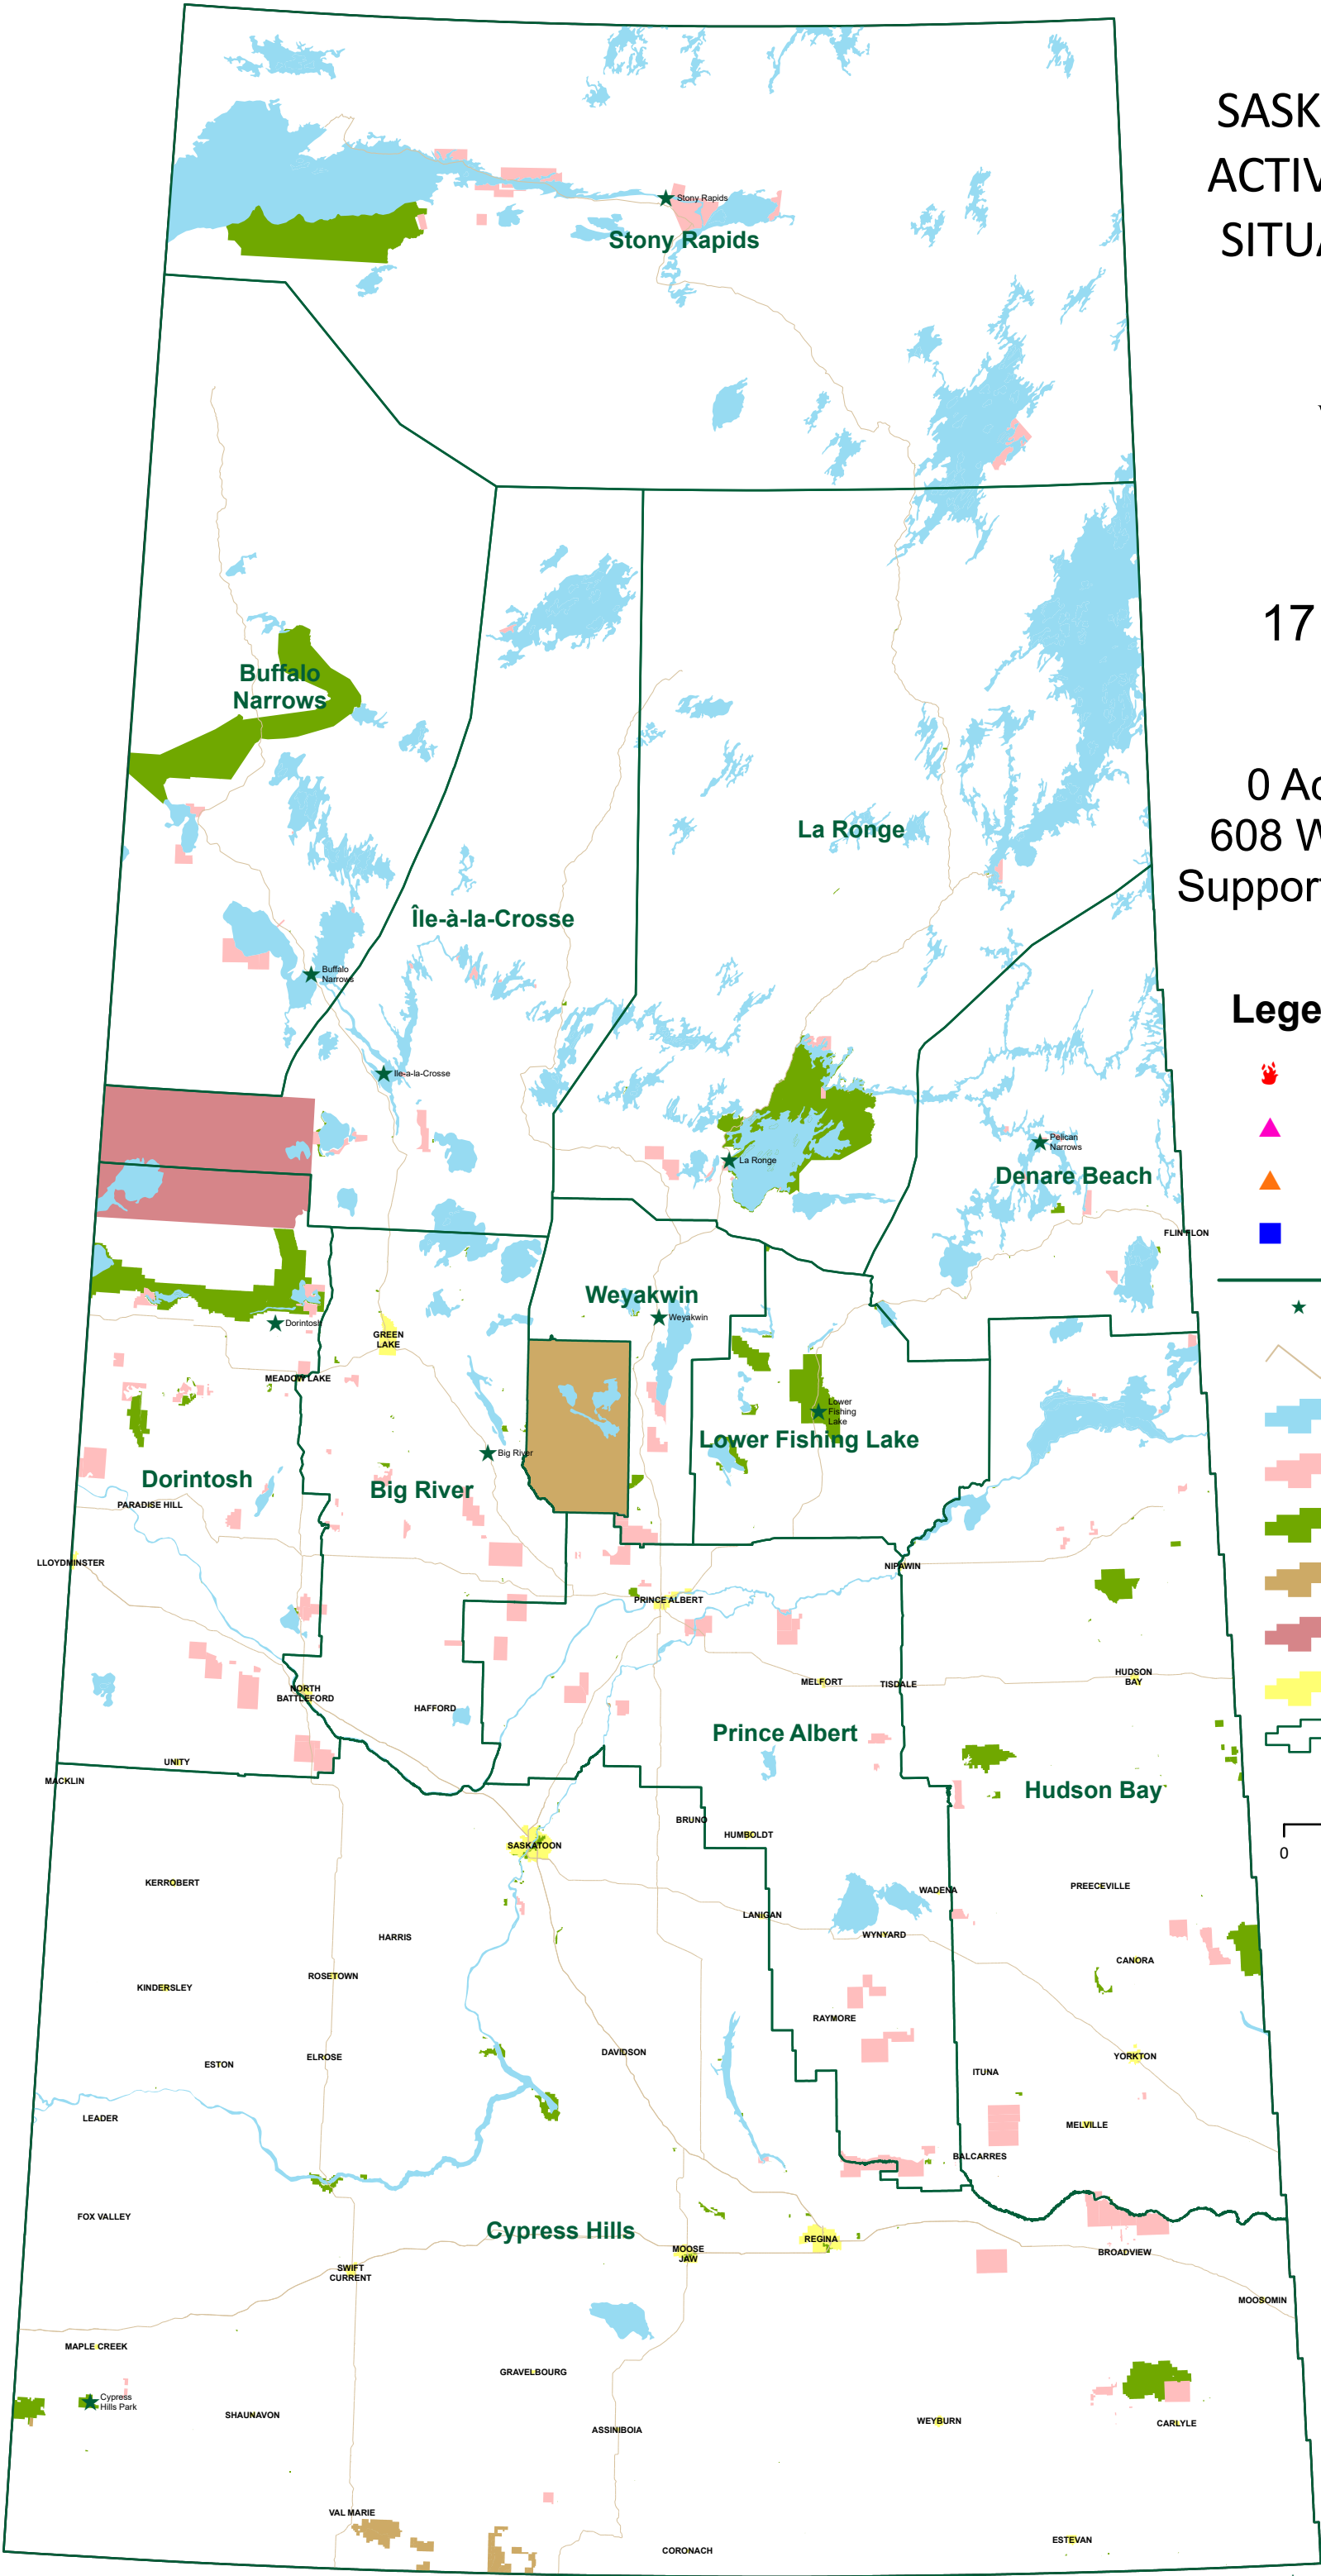 SASK
ACTIV
SITUA
17
0 Ac
608 W
Support
Lege
0
Stony Rapids
Stony Rapids
Buffalo
Narrows
La Ronge
Île-à-la-Crosse
Buffalo
Narrows
Ile-a-la-Crosse
Pelican
Narrows
La Ronge
Denare Beach
FLIN FLON
Weyakwin
Weyakwin
Dorintosh
GREEN
LAKE
MEADOW LAKE
Lower
Fishing
Lake
Lower Fishing Lake
Big River
Dorintosh
Big River
PARADISE HILL
LLOYDMINSTER
NIPAWIN
PRINCE ALBERT
HUDSON
BAY
MELFORT
TISDALE
NORTH
BATTLEFORD
HAFFORD
Prince Albert
UNITY
MACKLIN
Hudson Bay
BRUNO
HUMBOLDT
SASKATOON
KERROBERT
PREECEVILLE
WADENA
LANIGAN
WYNYARD
HARRIS
CANORA
ROSETOWN
KINDERSLEY
RAYMORE
DAVIDSON
YORKTON
ELROSE
ESTON
ITUNA
LEADER
MELVILLE
BALCARRES
FOX VALLEY
Cypress Hills
REGINA
MOOSE
JAW
BROADVIEW
SWIFT
CURRENT
MOOSOMIN
MAPLE CREEK
GRAVELBOURG
Cypress
Hills Park
SHAUNAVON
ASSINIBOIA
WEYBURN
CARLYLE
VAL MARIE
ESTEVAN
CORONACH